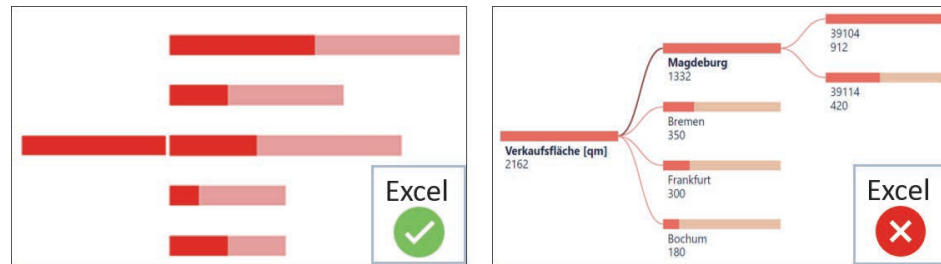 Excel
Verkaufsfläche [qm]
2162
Magdeburg
1332
Bremen
350
Frankfurt
300
Bochum
180
39104
912
39114
420
Excel